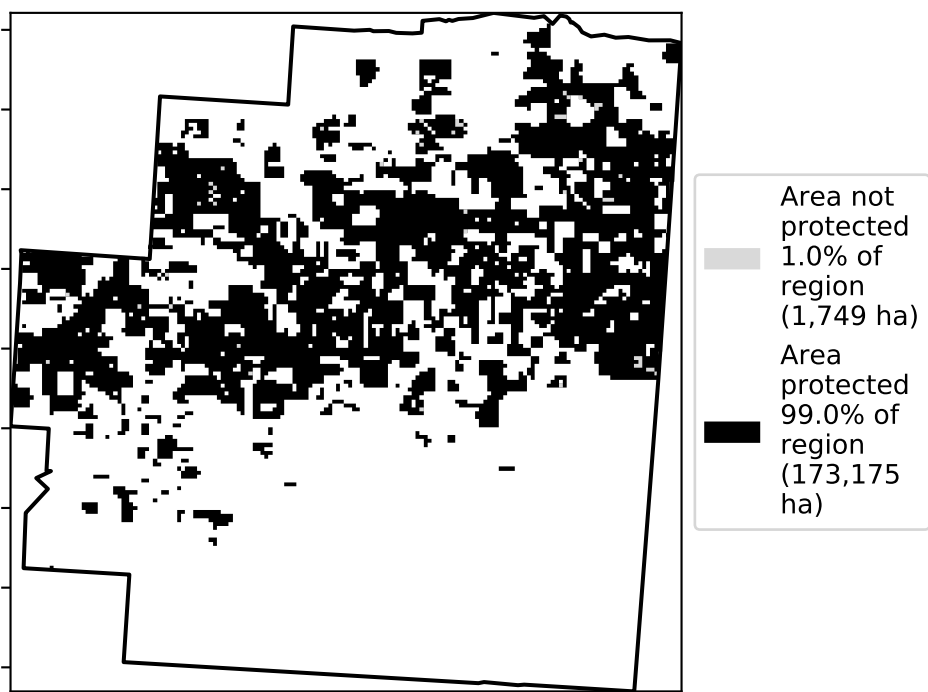 Area not
protected
1.0% of
region
(1,749 ha)
Area
protected
99.0% of
region
(173,175
ha)